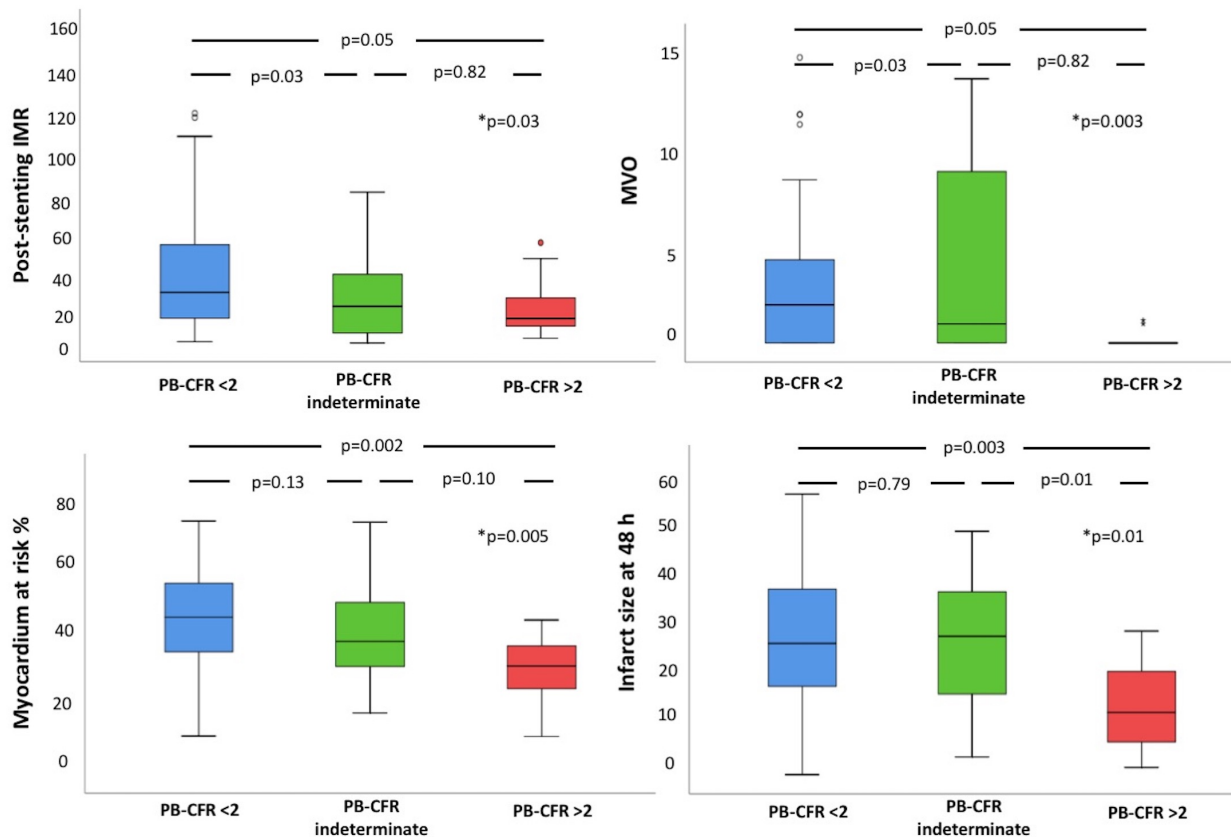 Post-stenting IMR
160
140
120
100
80
60
40
20
0
p=0.05
p=0.03
p=0.82
*p=0.03
PB-CFR <2
PB-CFR
indeterminate
PB-CFR >2
MVO
15
10
5
0
p=0.05
p=0.03
p=0.82
*p=0.003
PB-CFR <2
PB-CFR
indeterminate
PB-CFR >2
Myocardium at risk %
80
60
40
20
0
p=0.002
p=0.13
p=0.10
*p=0.005
PB-CFR <2
PB-CFR
indeterminate
PB-CFR >2
Infarct size at 48 h
60
50
40
30
20
10
0
p=0.003
p=0.79
p=0.01
*p=0.01
PB-CFR <2
PB-CFR
indeterminate
PB-CFR >2